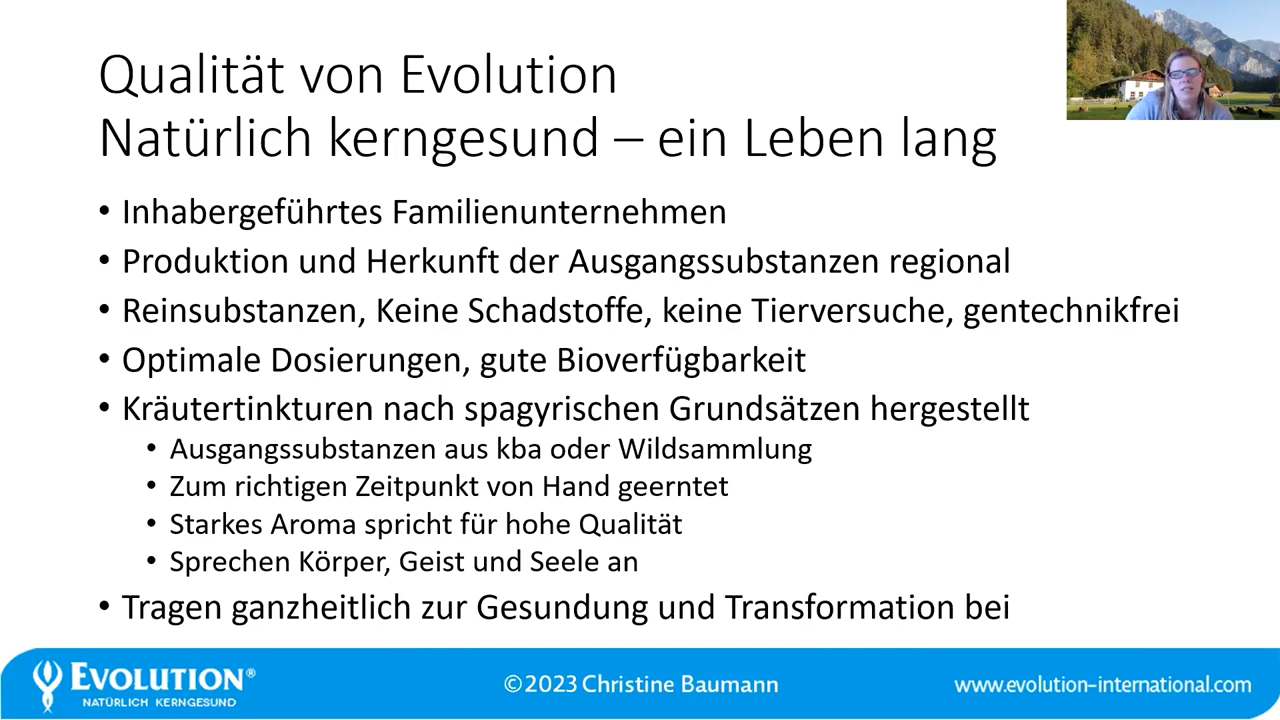 Qualität von Evolution
Natürlich kerngesund – ein Leben lang
• Inhabergeführtes Familienunternehmen
• Produktion und Herkunft der Ausgangssubstanzen regional
• Reinsubstanzen, Keine Schadstoffe, keine Tierversuche, gentechnikfrei
• Optimale Dosierungen, gute Bioverfügbarkeit
• Kräutertinkturen nach spagyrischen Grundsätzen hergestellt
• Ausgangssubstanzen aus kba oder Wildsammlung
• Zum richtigen Zeitpunkt von Hand geerntet
• Starkes Aroma spricht für hohe Qualität
• Sprechen Körper, Geist und Seele an
• Tragen ganzheitlich zur Gesundung und Transformation bei
EVOLUTION®
NATÜRLICH KERNGESUND
©2023 Christine Baumann
www.evolution-international.com